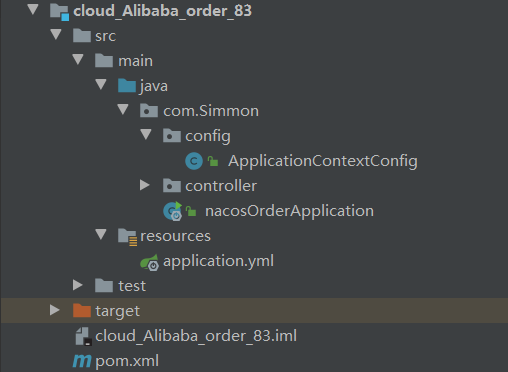 cloud_Alibaba_order_83
src
main
java
com.Simmon
config
ApplicationContextConfig
controller
nacosOrderApplication
resources
application.yml
test
target
cloud_Alibaba_order_83.iml
pom.xml